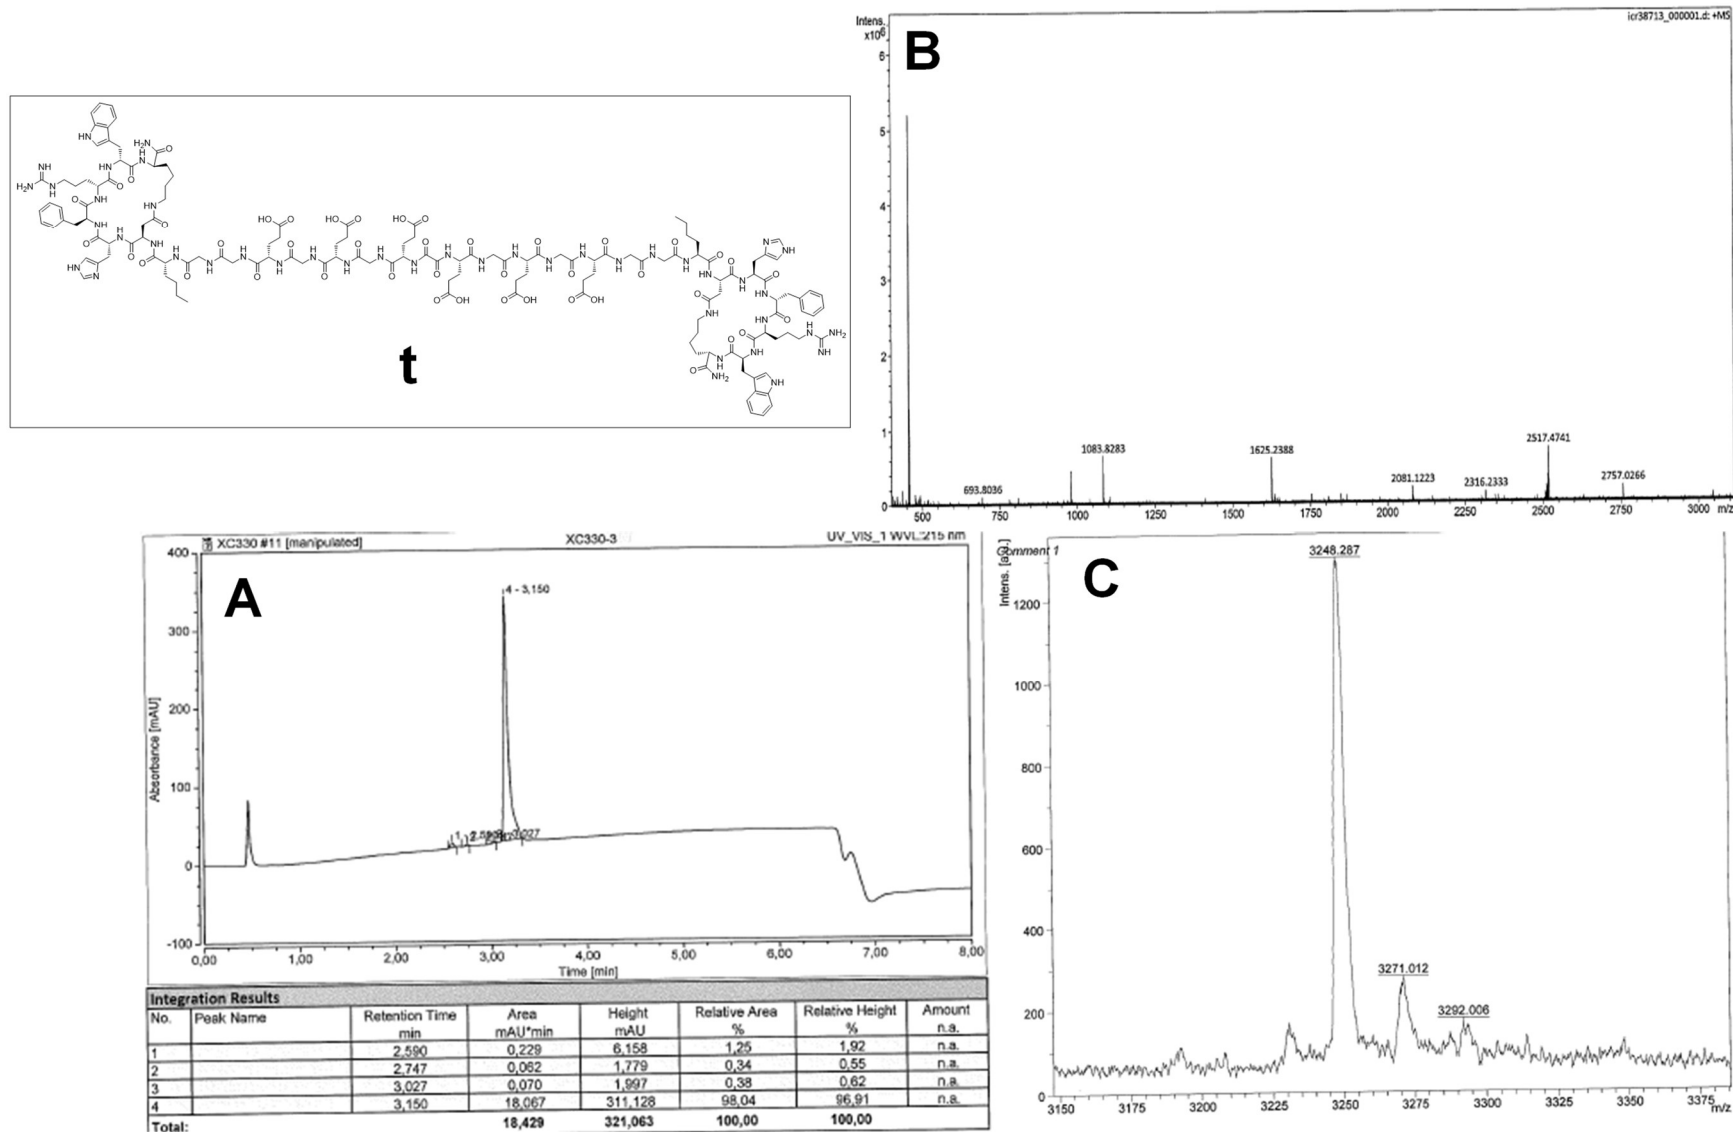 Intens.
x10⁶
icr38713_000001.d: +MS
B
6
5
4
3
2
1
0
693.8036
1083.8283
1625.2388
2081.1223
2316.2333
2517.4741
2757.0266
500 750 1000 1250 1500 1750 2000 2250 2500 2750 3000 m/z
t
XC330 #11 [manipulated]
XC330-3
UV_VIS_1 WVL:215 nm
A
Absorbance [mAU]
400
300
200
100
0
-100
4 - 3,150
0,00 1,00 2,00 3,00 4,00 5,00 6,00 7,00 8,00
Time [min]
Integration Results
No. Peak Name Retention Time Area Height Relative Area Relative Height Amount
min mAU*min mAU % % n.a.
1 2,590 0,229 6,158 1,25 1,92 n.a.
2 2,747 0,062 1,779 0,34 0,55 n.a.
3 3,027 0,070 1,997 0,38 0,62 n.a.
4 3,150 18,067 311,128 98,04 96,91 n.a.
Total: 18,429 321,063 100,00 100,00
Comment 1
Intens. [a.u.]
C
1200
1000
800
600
400
200
0
3248.287
3271.012
3292.006
3150 3175 3200 3225 3250 3275 3300 3325 3350 3375 m/z